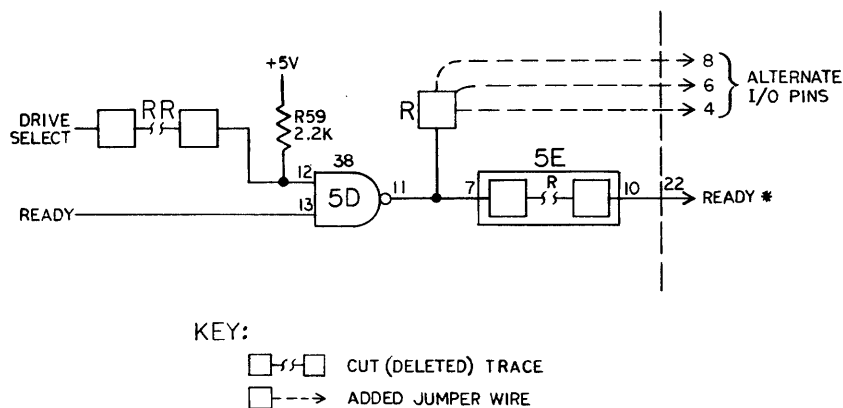 +5V
8
6
4
ALTERNATE
I/O PINS
R R
R59
2.2K
R
DRIVE
SELECT
38
5E
12
5D
11
7
R
10
22
READY *
13
READY
KEY:
CUT (DELETED) TRACE
ADDED JUMPER WIRE